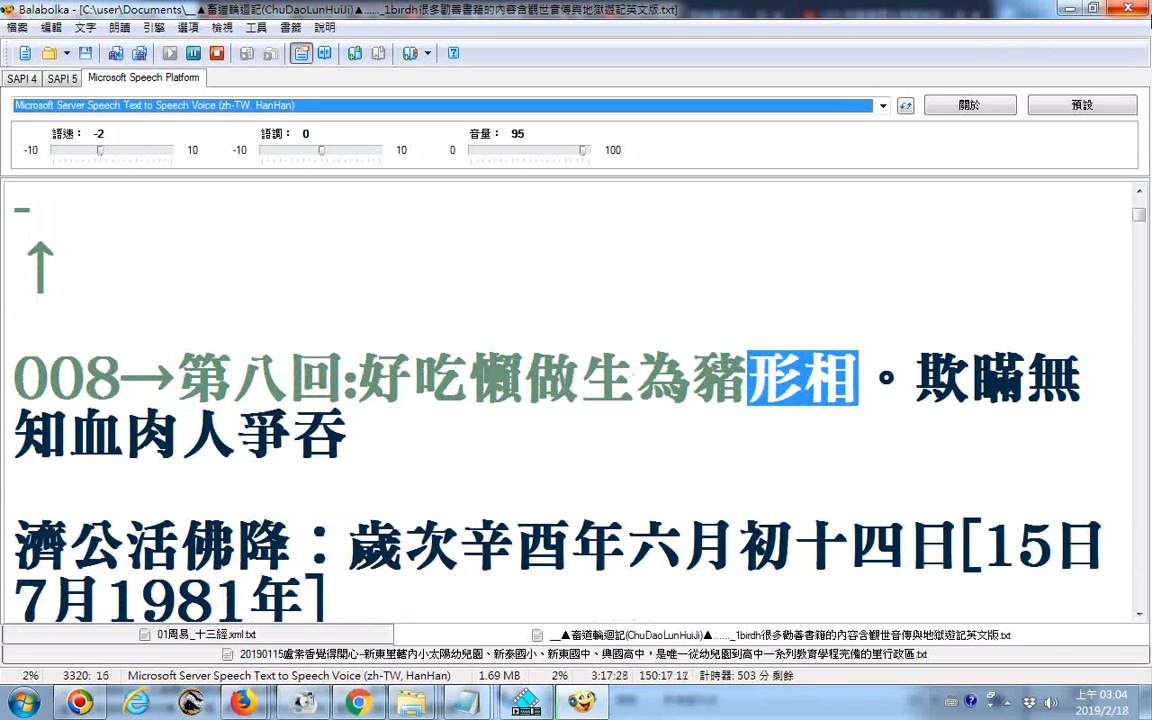 Balabolka - [C:\user\Documents\__▲畜道輪迴記(ChuDaoLunHuiJi)▲......_1birdh很多勸善書籍的內容含觀世音傳與地獄遊記英文版.txt]
檔案 編輯 文字 朗讀 引擎 選項 檢視 工具 書籤 說明
SAPI 4 SAPI 5 Microsoft Speech Platform
Microsoft Server Speech Text to Speech Voice (zh-TW, HanHan) 關於 預設
語速： -2 語調： 0 音量： 95
-10 10 -10 10 0 100
-
↑
008→第八回:好吃懶做生為豬形相。欺瞞無
知血肉人爭吞
濟公活佛降：歲次辛酉年六月初十四日[15日
7月1981年]
01周易_十三經.xml.txt __▲畜道輪迴記(ChuDaoLunHuiJi)▲......_1birdh很多勸善書籍的內容含觀世音傳與地獄遊記英文版.txt
20190115盧素香覺得開心--新東里轄內小太陽幼兒園、新泰國小、新東國中、興國高中，是唯一從幼兒園到高中一系列教育學程完備的里行政區.txt
2% 3320: 16 Microsoft Server Speech Text to Speech Voice (zh-TW, HanHan) 1.69 MB 2% 3:17:28 150:17:12 計時器: 503 分 剩餘
上午 03:04
2019/2/18